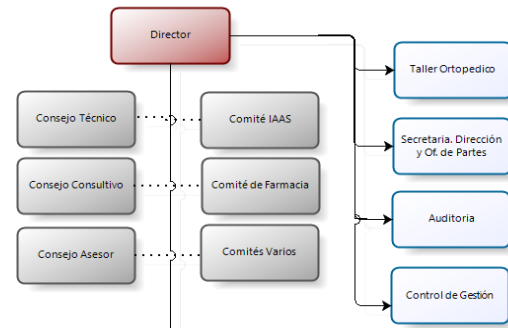 Director
Taller Ortopedico
Consejo Técnico
Comité IAAS
Secretaria. Dirección
y Of. de Partes
Consejo Consultivo
Comité de Farmacia
Auditoria
Consejo Asesor
Comités Varios
Control de Gestión